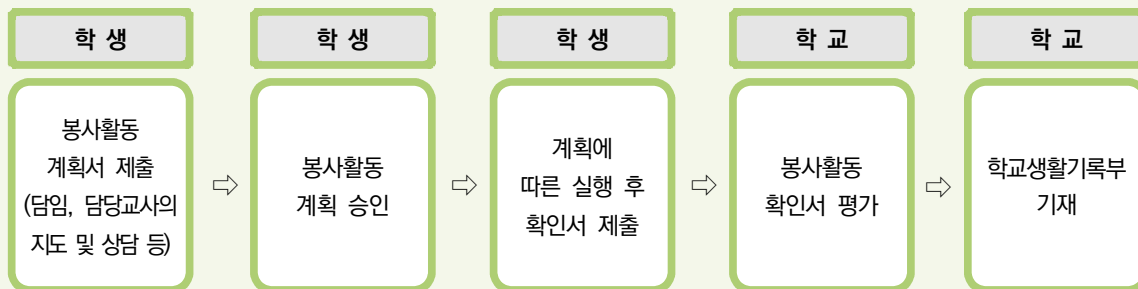 학 생
봉사활동
계획서 제출
(담임, 담당교사의
지도 및 상담 등)
⇨
학 생
봉사활동
계획 승인
⇨
학 생
계획에
따른 실행 후
확인서 제출
⇨
학 교
봉사활동
확인서 평가
⇨
학 교
학교생활기록부
기재